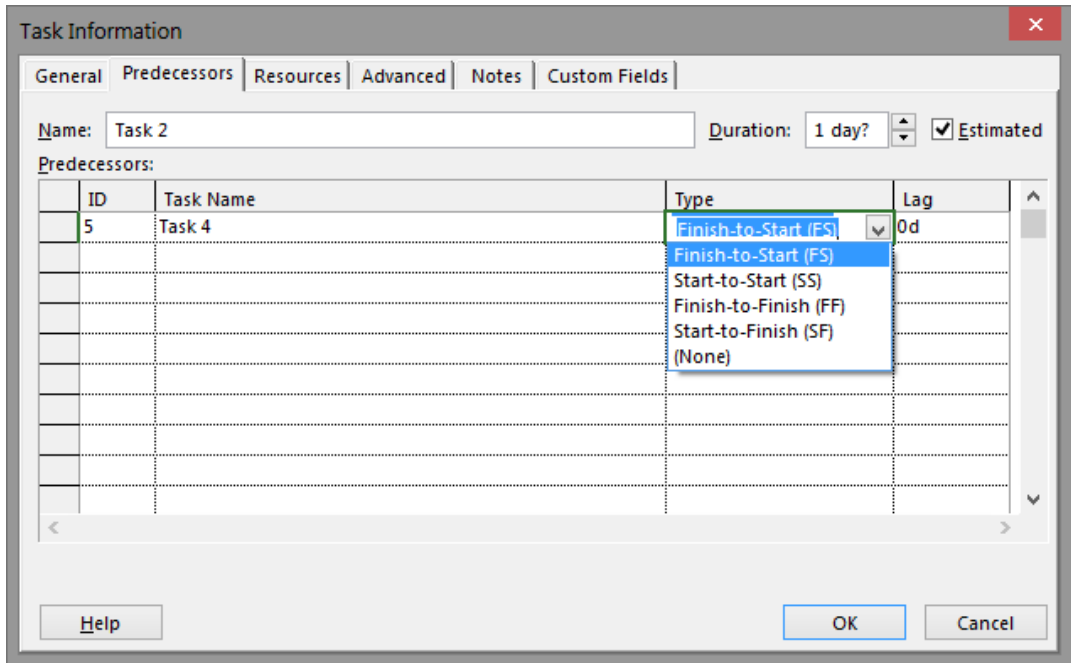 Task Information
General Predecessors Resources Advanced Notes Custom Fields
Name: Task 2 Duration: 1 day? Estimated
Predecessors:
ID Task Name Type Lag
5 Task 4 Finish-to-Start (FS) 0d
Finish-to-Start (FS)
Start-to-Start (SS)
Finish-to-Finish (FF)
Start-to-Finish (SF)
(None)
Help OK Cancel